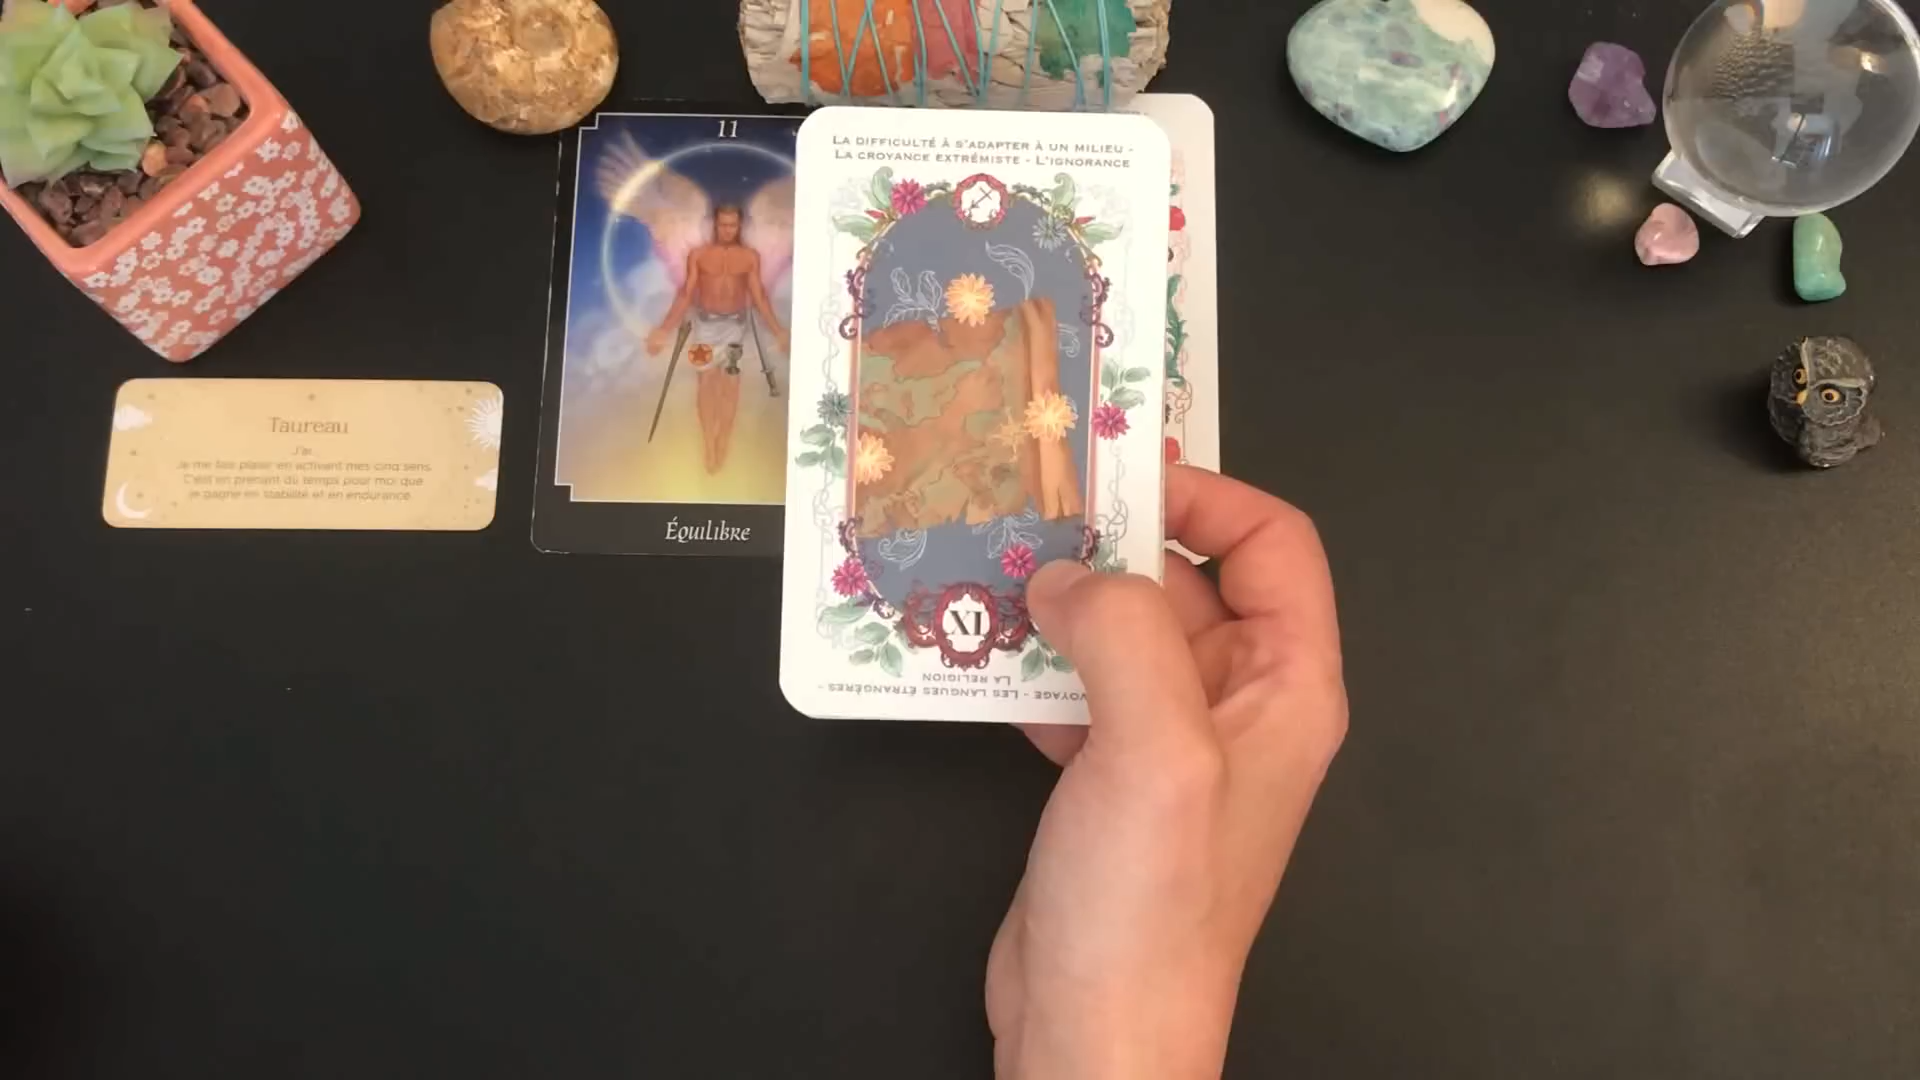 11
LA DIFFICULTÉ À S'ADAPTER À UN MILIEU -
LA CROYANCE EXTRÉMISTE - L'IGNORANCE
Taureau
J'ai
Je me fais plaisir en activant mes cinq sens.
C'est en prenant du temps pour moi que
je gagne en stabilité et en endurance.
Équilibre
IX
VOYAGE - LES LANGUES ÉTRANGÈRES -
LA RELIGION